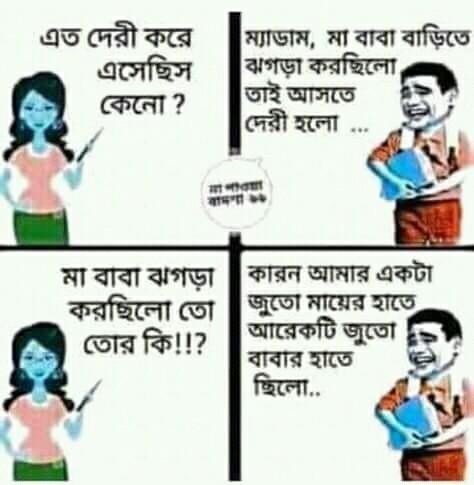 এত দেরী করে
এসেছিস
কেনো ?
ম্যাডাম, মা বাবা বাড়িতে
ঝগড়া করছিলো
তাই আসতে
দেরী হলো ...
মা বাবা ঝগড়া
করছিলো তো
তোর কি!!?
কারন আমার একটা
জুতো মায়ের হাতে
আরেকটি জুতো
বাবার হাতে
ছিলো..